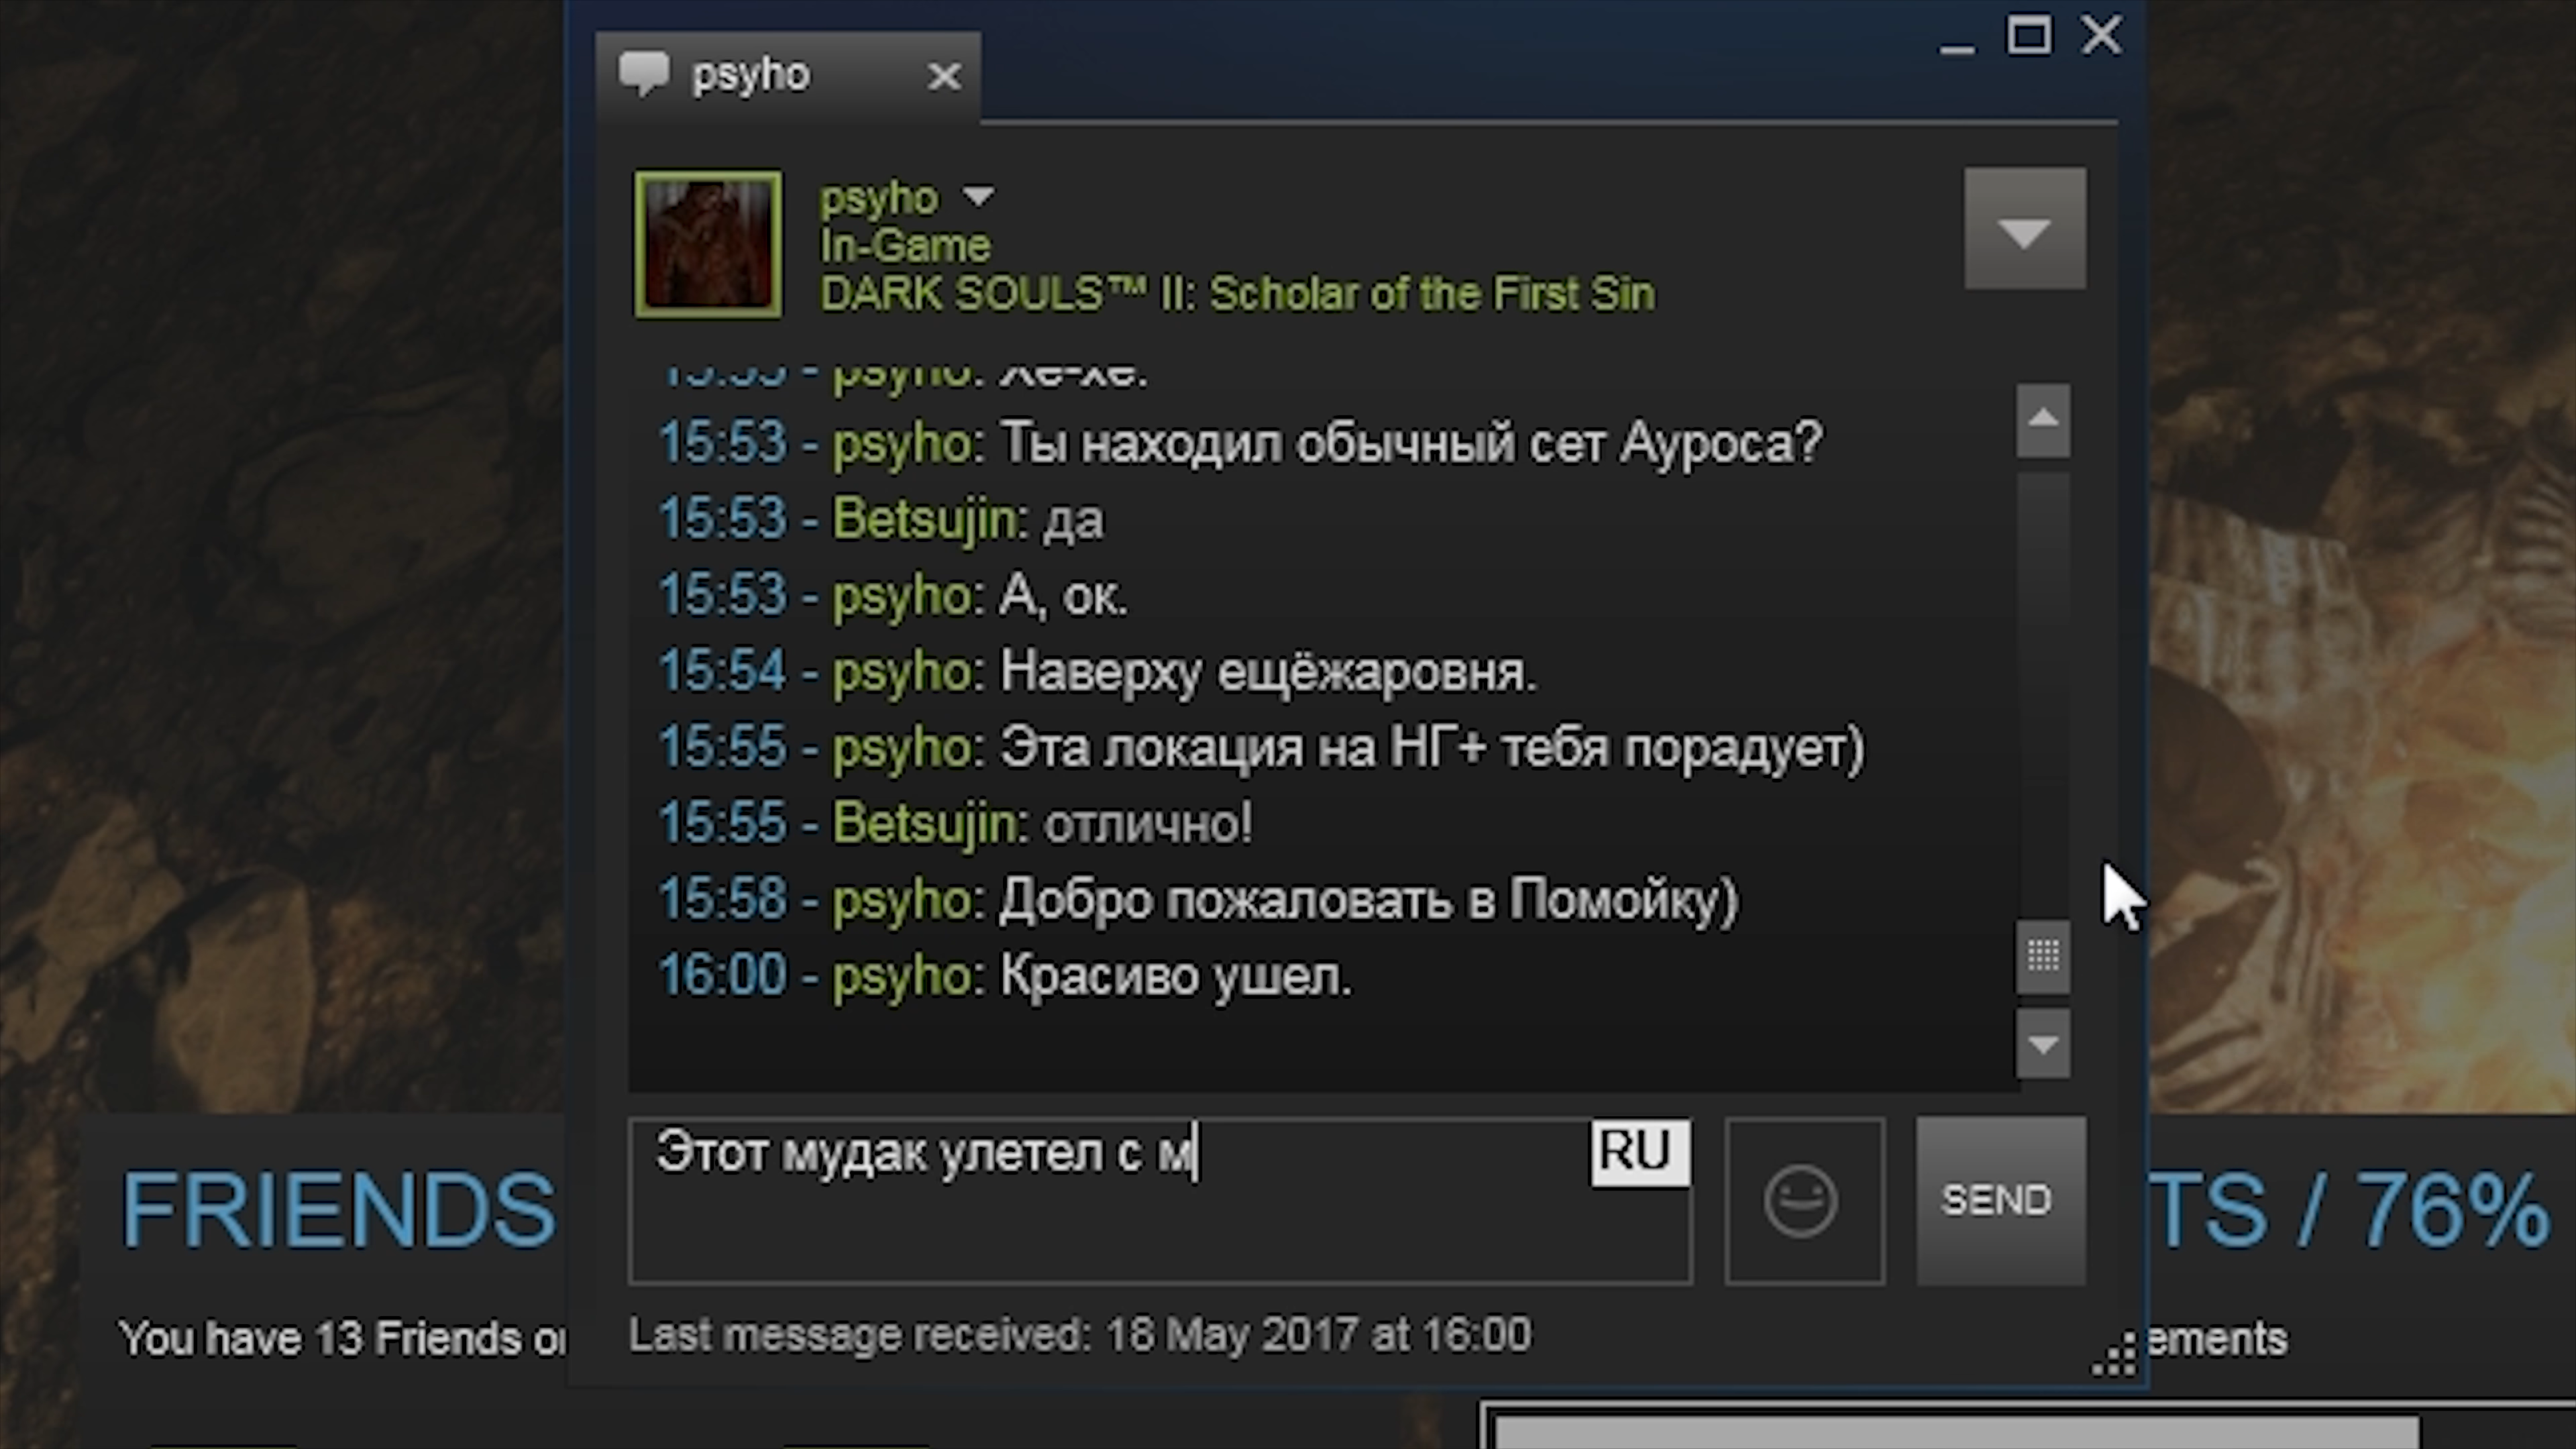 psyho
psyho
In-Game
DARK SOULS™ II: Scholar of the First Sin
psyho: Хе-хе.
15:53 - psyho: Ты находил обычный сет Ауроса?
15:53 - Betsujin: да
15:53 - psyho: А, ок.
15:54 - psyho: Наверху ещёжаровня.
15:55 - psyho: Эта локация на НГ+ тебя порадует)
15:55 - Betsujin: отлично!
15:58 - psyho: Добро пожаловать в Помойку)
16:00 - psyho: Красиво ушел.
Этот мудак улетел с м
RU
SEND
FRIENDS
TS / 76%
You have 13 Friends
Last message received: 18 May 2017 at 16:00
ements